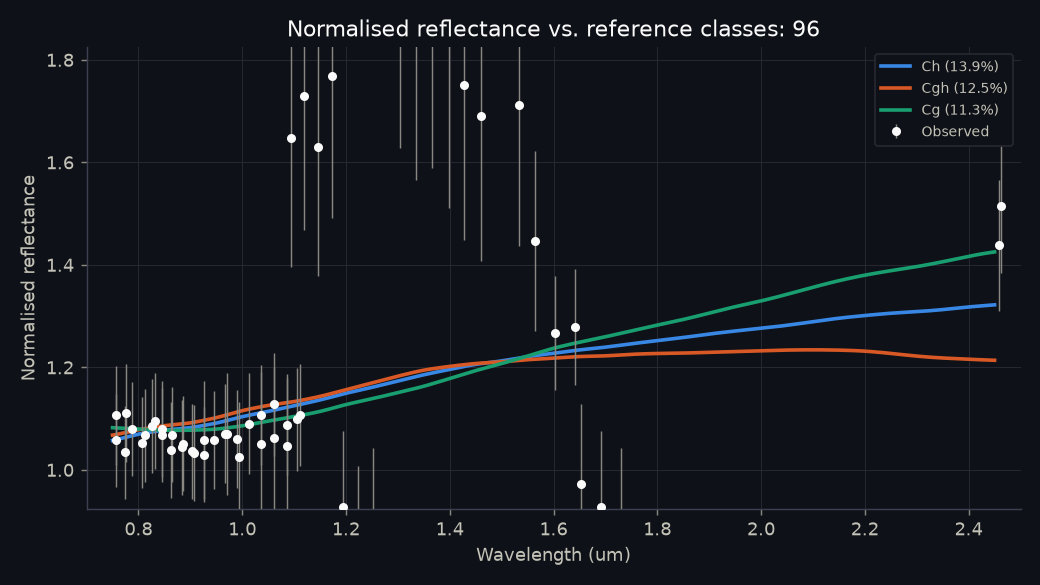 Normalised reflectance vs. reference classes: 96
Ch (13.9%)
Cgh (12.5%)
Cg (11.3%)
Observed
Normalised reflectance
1.8
1.6
1.4
1.2
1.0
0.8 1.0 1.2 1.4 1.6 1.8 2.0 2.2 2.4
Wavelength (um)